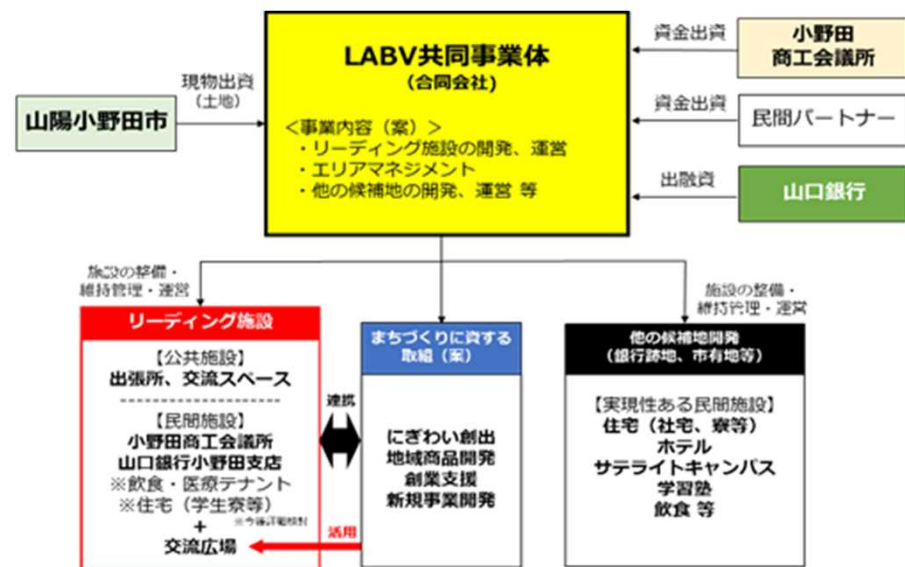 LABV共同事業体
(合同会社)
<事業内容（案）>
・リーディング施設の開発、運営
・エリアマネジメント
・他の候補地の開発、運営 等
山陽小野田市
現物出資
(土地)
資金出資
小野田
商工会議所
資金出資
民間パートナー
出融資
山口銀行
施設の整備・
維持管理・運営
リーディング施設
【公共施設】
出張所、交流スペース
【民間施設】
小野田商工会議所
山口銀行小野田支店
※飲食・医療テナント
※住宅（学生寮等）
※今後詳細検討
+
交流広場
連携
活用
まちづくりに資する
取組（案）
にぎわい創出
地域商品開発
創業支援
新規事業開発
施設の整備・
維持管理・運営
他の候補地開発
（銀行跡地、市有地等）
【実現性ある民間施設】
住宅（社宅、寮等）
ホテル
サテライトキャンパス
学習塾
飲食 等